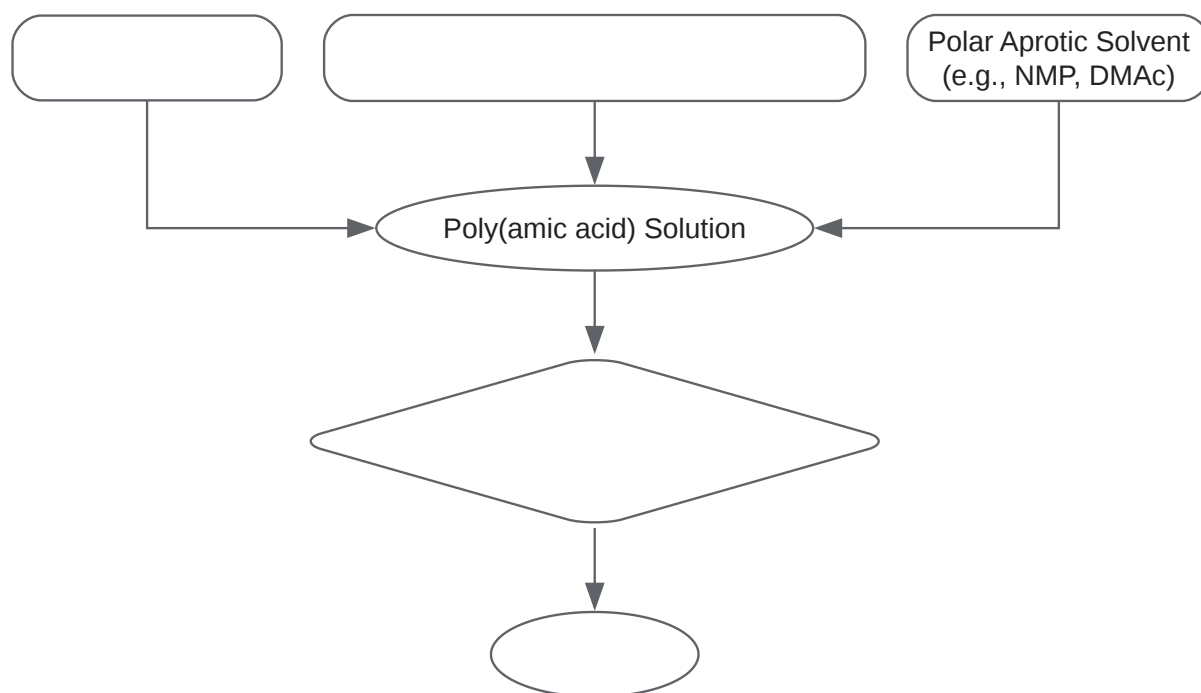 Polar Aprotic Solvent
(e.g., NMP, DMAc)
Poly(amic acid) Solution